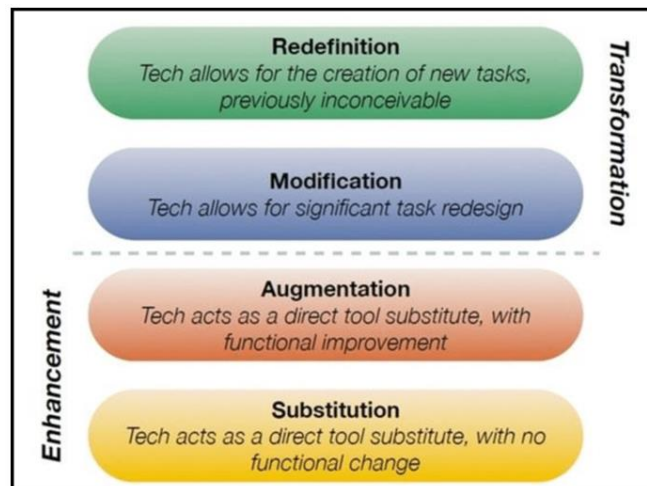 Redefinition
Tech allows for the creation of new tasks,
previously inconceivable
Transformation
Modification
Tech allows for significant task redesign
Augmentation
Tech acts as a direct tool substitute, with
functional improvement
Enhancement
Substitution
Tech acts as a direct tool substitute, with no
functional change